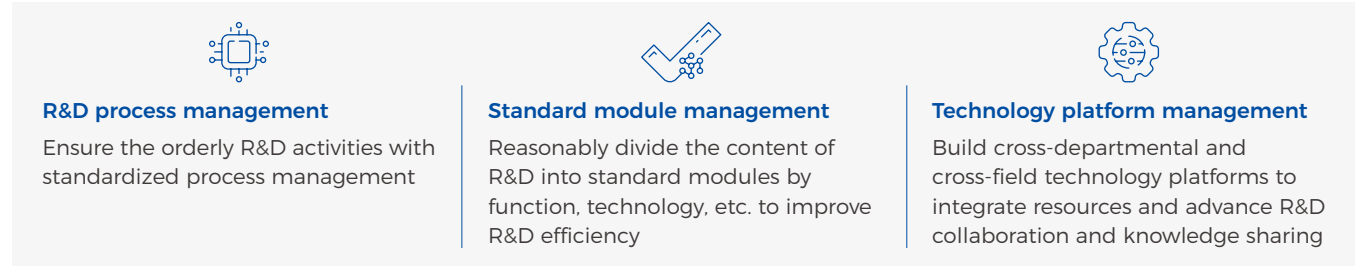 R&D process management
Ensure the orderly R&D activities with
standardized process management
Standard module management
Reasonably divide the content of
R&D into standard modules by
function, technology, etc. to improve
R&D efficiency
Technology platform management
Build cross-departmental and
cross-field technology platforms to
integrate resources and advance R&D
collaboration and knowledge sharing